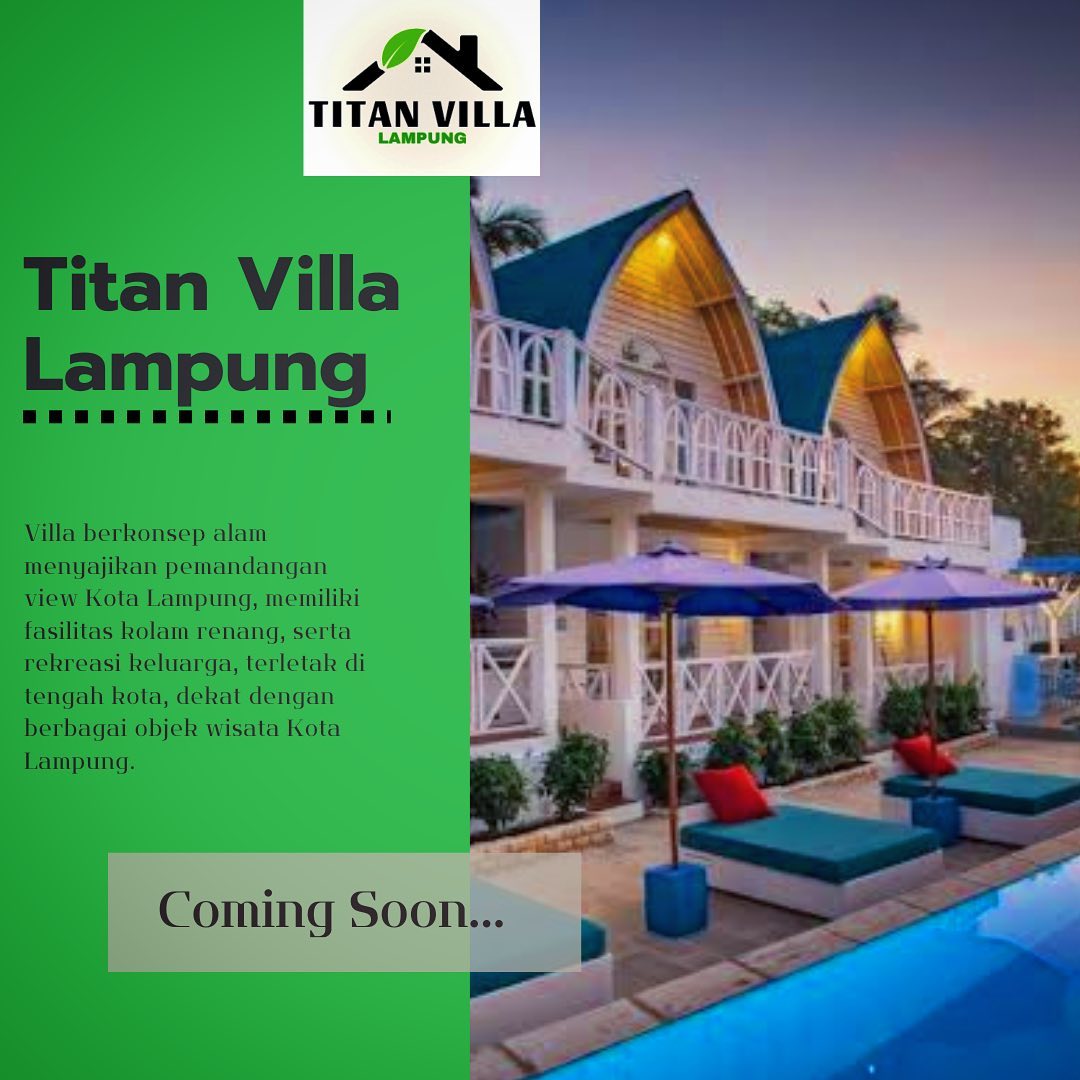 TITAN VILLA
LAMPUNG
Titan Villa
Lampung
Villa berkonsep alam
menyajikan pemandangan
view Kota Lampung, memiliki
fasilitas kolam renang, serta
rekreasi keluarga, terletak di
tengah kota, dekat dengan
berbagai objek wisata Kota
Lampung.
Coming Soon...